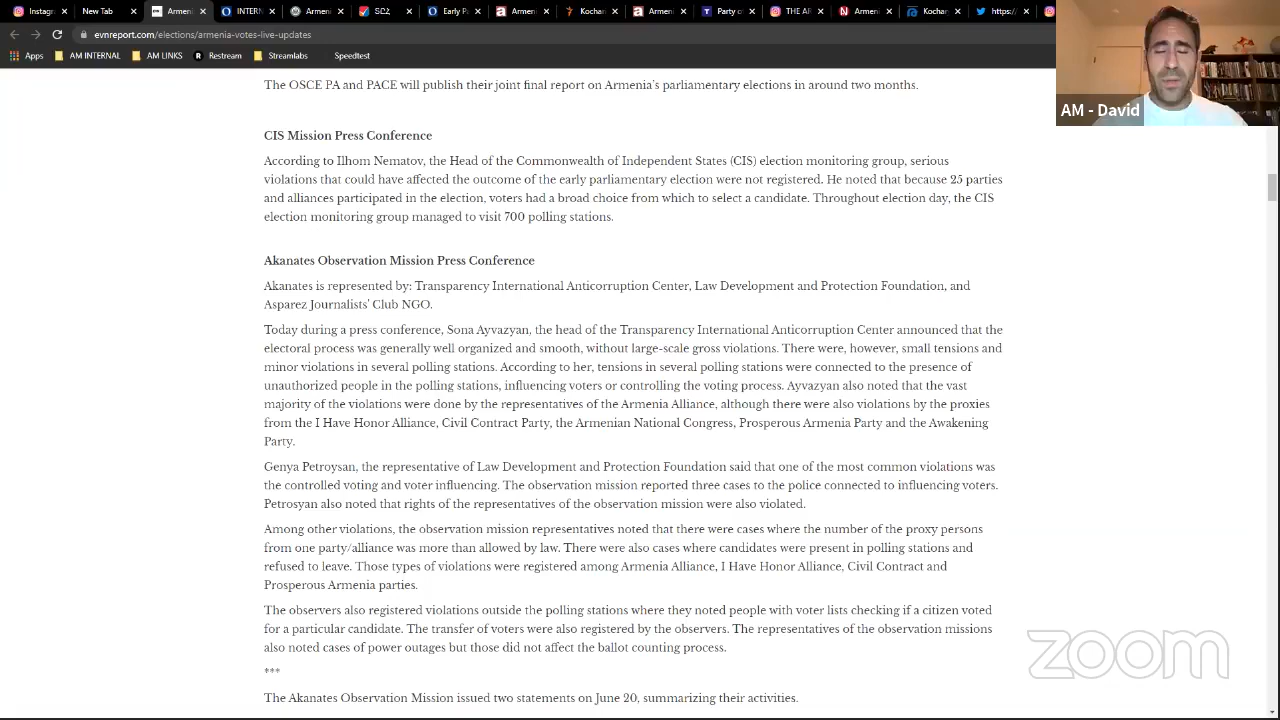 Instagr
New Tab
Armeni
INTERN
Armeni
SİZİ,
Early P
Armeni
Kochar
Armeni
Party o
THE AR
Armeni
Kochar
https:/
evnreport.com/elections/armenia-votes-live-updates
Apps
AM INTERNAL
AM LINKS
Restream
Streamlabs
Speedtest
AM - David
The OSCE PA and PACE will publish their joint final report on Armenia's parliamentary elections in around two months.
CIS Mission Press Conference
According to Ilhom Nematov, the Head of the Commonwealth of Independent States (CIS) election monitoring group, serious
violations that could have affected the outcome of the early parliamentary election were not registered. He noted that because 25 parties
and alliances participated in the election, voters had a broad choice from which to select a candidate. Throughout election day, the CIS
election monitoring group managed to visit 700 polling stations.
Akanates Observation Mission Press Conference
Akanates is represented by: Transparency International Anticorruption Center, Law Development and Protection Foundation, and
Asparez Journalists' Club NGO.
Today during a press conference, Sona Ayvazyan, the head of the Transparency International Anticorruption Center announced that the
electoral process was generally well organized and smooth, without large-scale gross violations. There were, however, small tensions and
minor violations in several polling stations. According to her, tensions in several polling stations were connected to the presence of
unauthorized people in the polling stations, influencing voters or controlling the voting process. Ayvazyan also noted that the vast
majority of the violations were done by the representatives of the Armenia Alliance, although there were also violations by the proxies
from the I Have Honor Alliance, Civil Contract Party, the Armenian National Congress, Prosperous Armenia Party and the Awakening
Party.
Genya Petroysan, the representative of Law Development and Protection Foundation said that one of the most common violations was
the controlled voting and voter influencing. The observation mission reported three cases to the police connected to influencing voters.
Petrosyan also noted that rights of the representatives of the observation mission were also violated.
Among other violations, the observation mission representatives noted that there were cases where the number of the proxy persons
from one party/alliance was more than allowed by law. There were also cases where candidates were present in polling stations and
refused to leave. Those types of violations were registered among Armenia Alliance, I Have Honor Alliance, Civil Contract and
Prosperous Armenia parties.
The observers also registered violations outside the polling stations where they noted people with voter lists checking if a citizen voted
for a particular candidate. The transfer of voters were also registered by the observers. The representatives of the observation missions
also noted cases of power outages but those did not affect the ballot counting process.
***
The Akanates Observation Mission issued two statements on June 20, summarizing their activities.
zoom